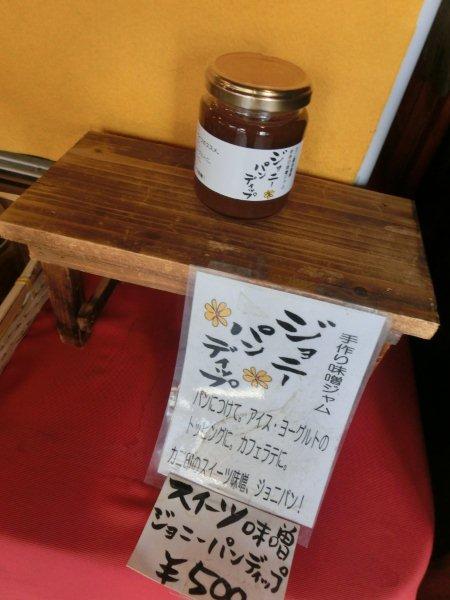 ジョニー
パン
ディップ
手作り味噌ジャム
ジョニー
パン
ディップ
パンにつけて。アイス・ヨーグルトの
トッピングに。カフェラテに。
カニ印のスイーツ味噌、ジョニパン！
スイーツ味噌
ジョニーパンディップ
¥500